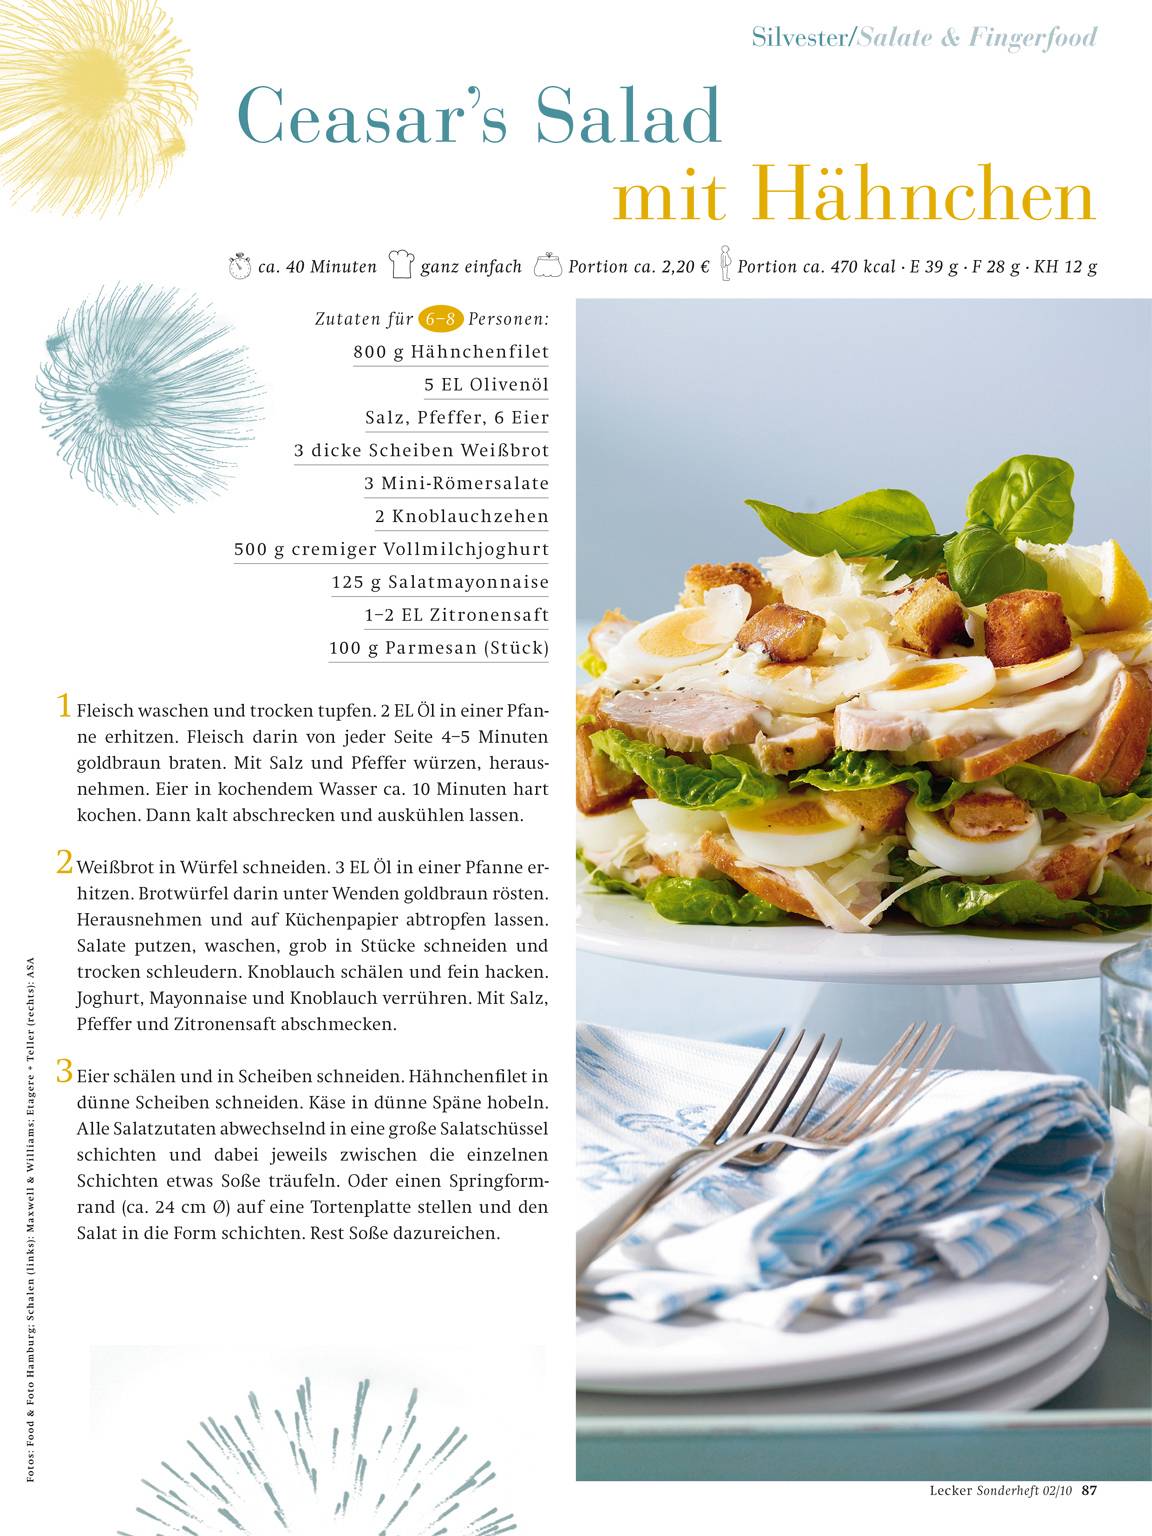 Silvester/Salate & Fingerfood
Ceasar's Salad
mit Hähnchen
ca. 40 Minuten ganz einfach Portion ca. 2,20 € Portion ca. 470 kcal · E 39 g · F 28 g · KH 12 g
Zutaten für 6–8 Personen:
800 g Hähnchenfilet
5 EL Olivenöl
Salz, Pfeffer, 6 Eier
3 dicke Scheiben Weißbrot
3 Mini-Römersalate
2 Knoblauchzehen
500 g cremiger Vollmilchjoghurt
125 g Salatmayonnaise
1–2 EL Zitronensaft
100 g Parmesan (Stück)
1 Fleisch waschen und trocken tupfen. 2 EL Öl in einer Pfan-
ne erhitzen. Fleisch darin von jeder Seite 4–5 Minuten
goldbraun braten. Mit Salz und Pfeffer würzen, heraus-
nehmen. Eier in kochendem Wasser ca. 10 Minuten hart
kochen. Dann kalt abschrecken und auskühlen lassen.
2 Weißbrot in Würfel schneiden. 3 EL Öl in einer Pfanne er-
hitzen. Brotwürfel darin unter Wenden goldbraun rösten.
Herausnehmen und auf Küchenpapier abtropfen lassen.
Salate putzen, waschen, grob in Stücke schneiden und
trocken schleudern. Knoblauch schälen und fein hacken.
Joghurt, Mayonnaise und Knoblauch verrühren. Mit Salz,
Pfeffer und Zitronensaft abschmecken.
3 Eier schälen und in Scheiben schneiden. Hähnchenfilet in
dünne Scheiben schneiden. Käse in dünne Späne hobeln.
Alle Salatzutaten abwechselnd in eine große Salatschüssel
schichten und dabei jeweils zwischen die einzelnen
Schichten etwas Soße träufeln. Oder einen Springform-
rand (ca. 24 cm Ø) auf eine Tortenplatte stellen und den
Salat in die Form schichten. Rest Soße dazureichen.
Fotos: Food & Foto Hamburg; Schalen (links): Maxwell & Williams; Etagere + Teller (rechts): ASA
Lecker Sonderheft 02/10 87